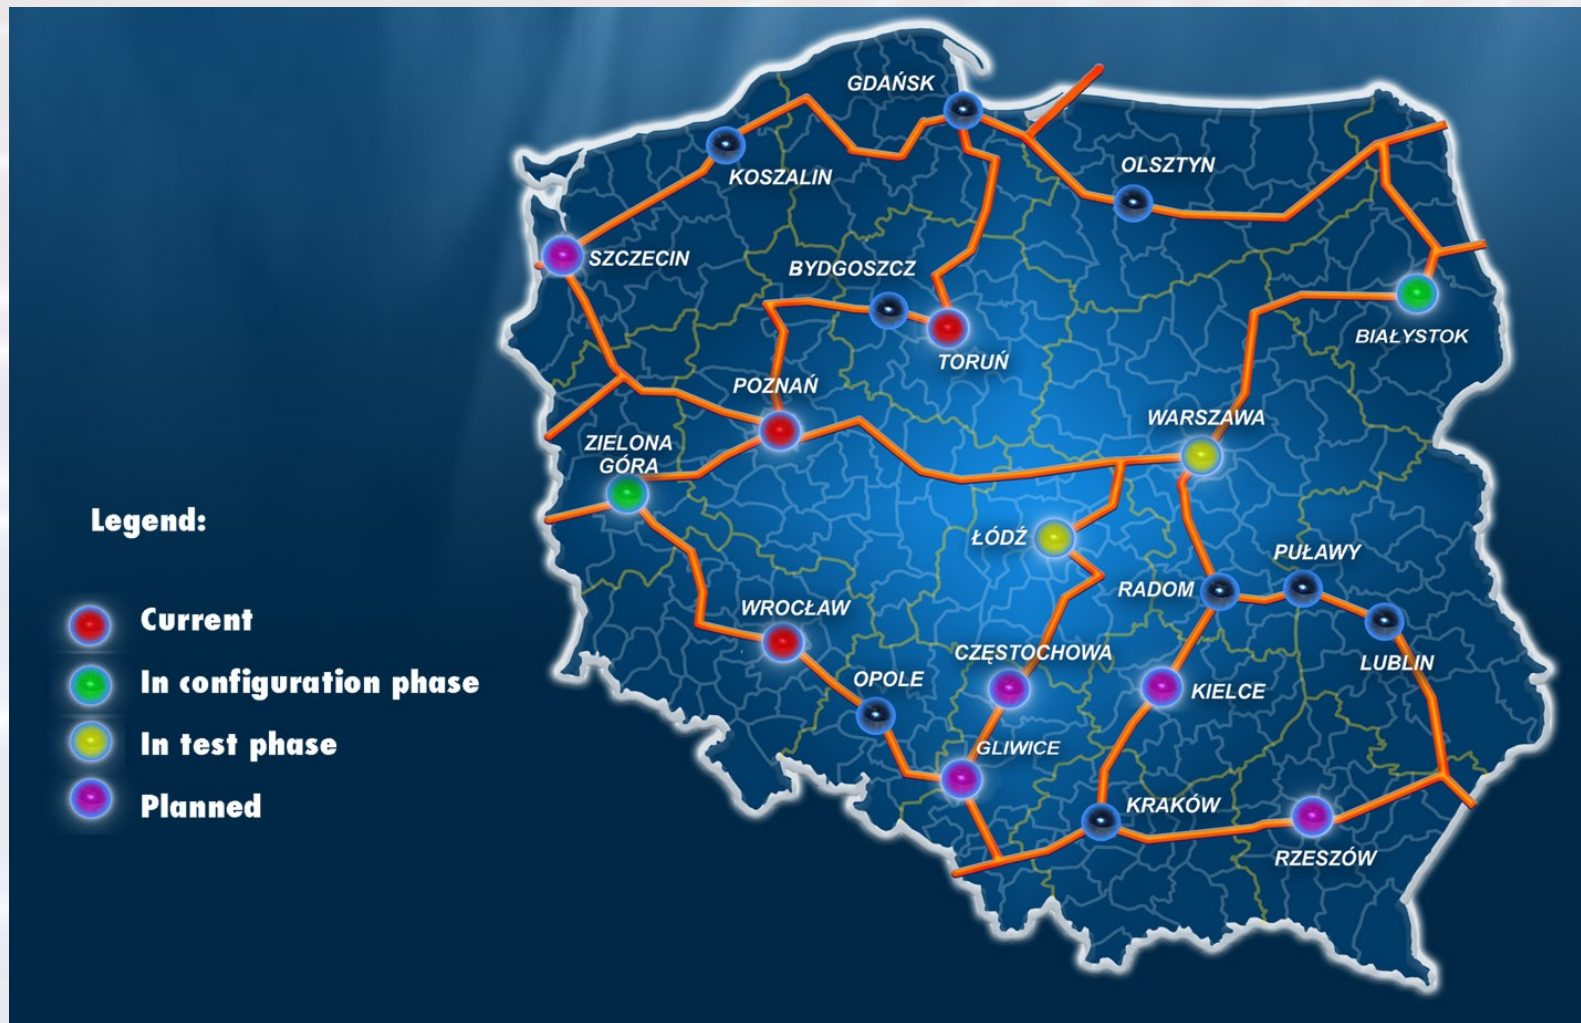 GDAŃSK
OLSZTYN
KOSZALIN
SZCZECIN
BYDGOSZCZ
BIAŁYSTOK
TORUŃ
POZNAŃ
WARSZAWA
ZIELONA
GÓRA
Legend:
ŁÓDŹ
PUŁAWY
RADOM
WROCŁAW
Current
CZĘSTOCHOWA
LUBLIN
OPOLE
In configuration phase
KIELCE
GLIWICE
In test phase
Planned
KRAKÓW
RZESZÓW